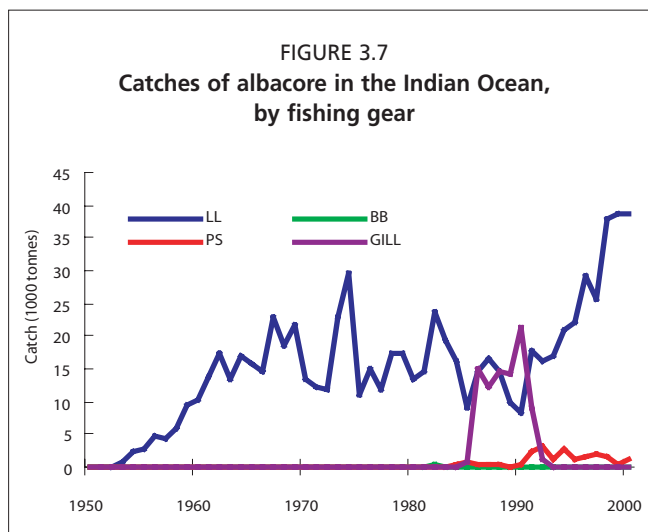 FIGURE 3.7
Catches of albacore in the Indian Ocean,
by fishing gear
Catch (1000 tonnes)
45
40
35
30
25
20
15
10
5
0
LL
BB
PS
GILL
1950 1960 1970 1980 1990 2000